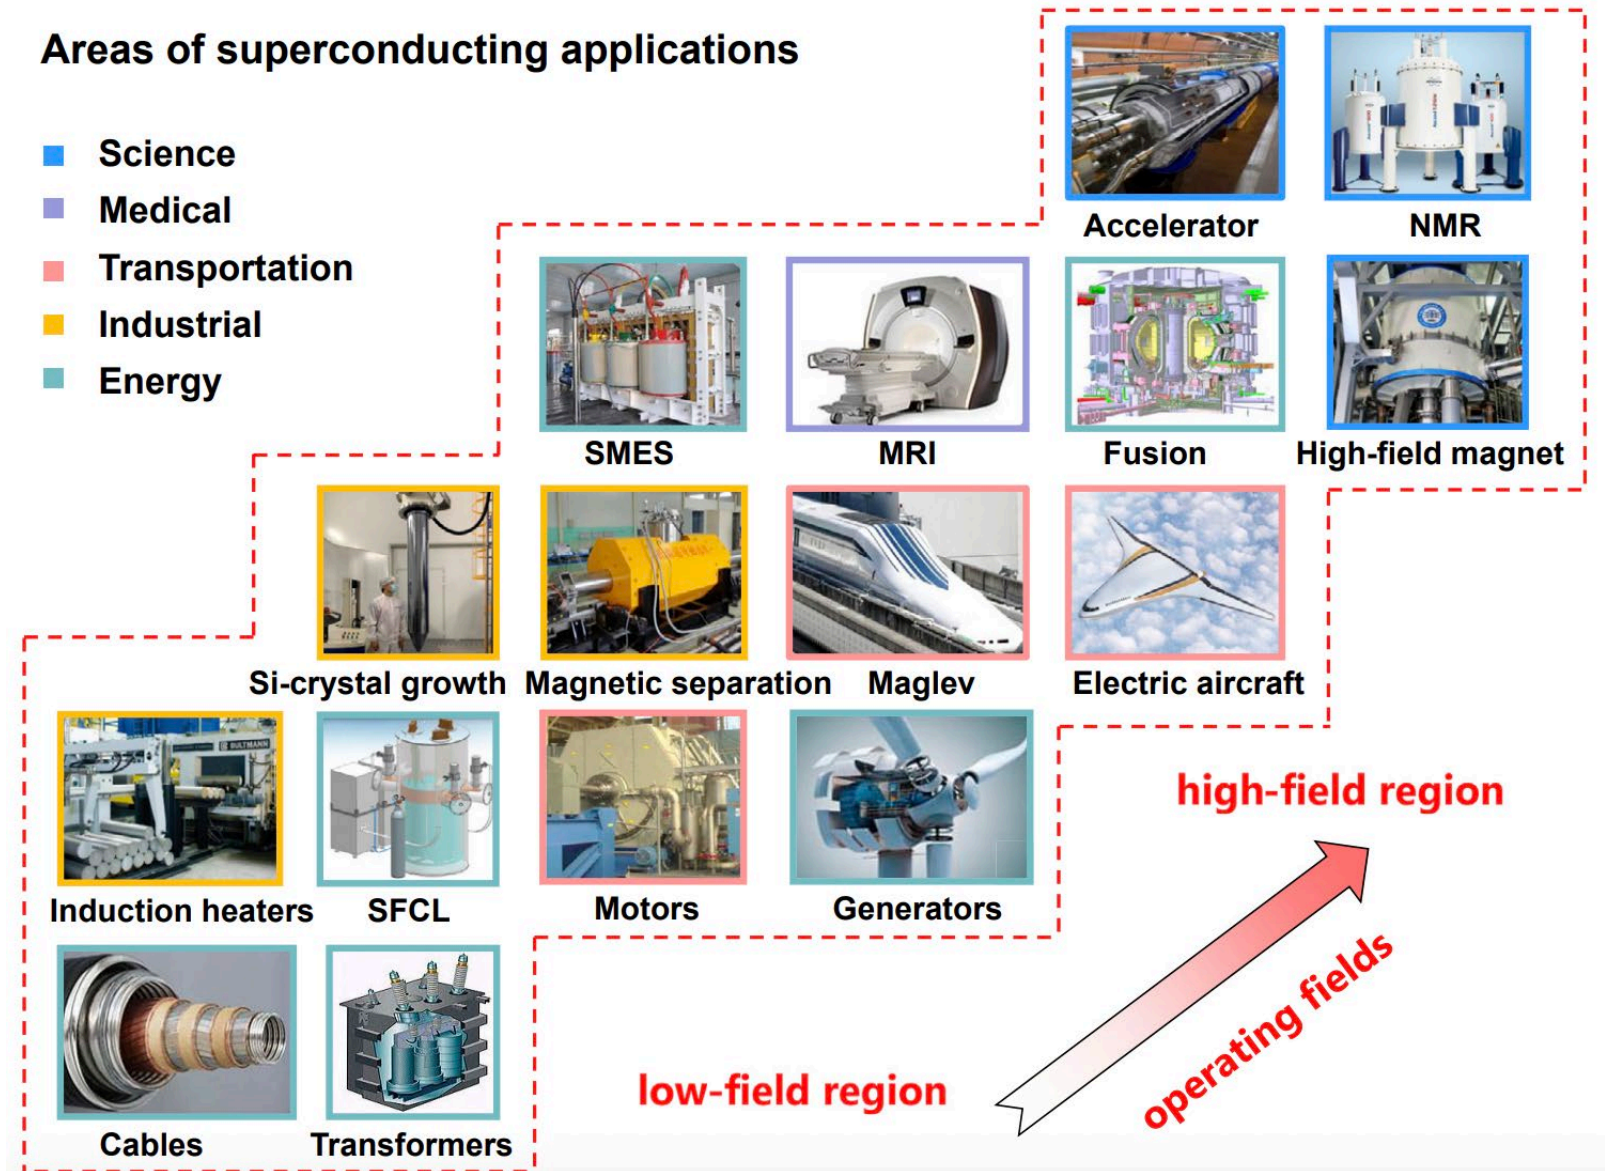 Areas of superconducting applications
Science
Medical
Transportation
Industrial
Energy
Accelerator
NMR
SMES
MRI
Fusion
High-field magnet
Si-crystal growth
Magnetic separation
Maglev
Electric aircraft
BULTMANN
Induction heaters
SFCL
Motors
Generators
high-field region
operating fields
low-field region
Cables
Transformers